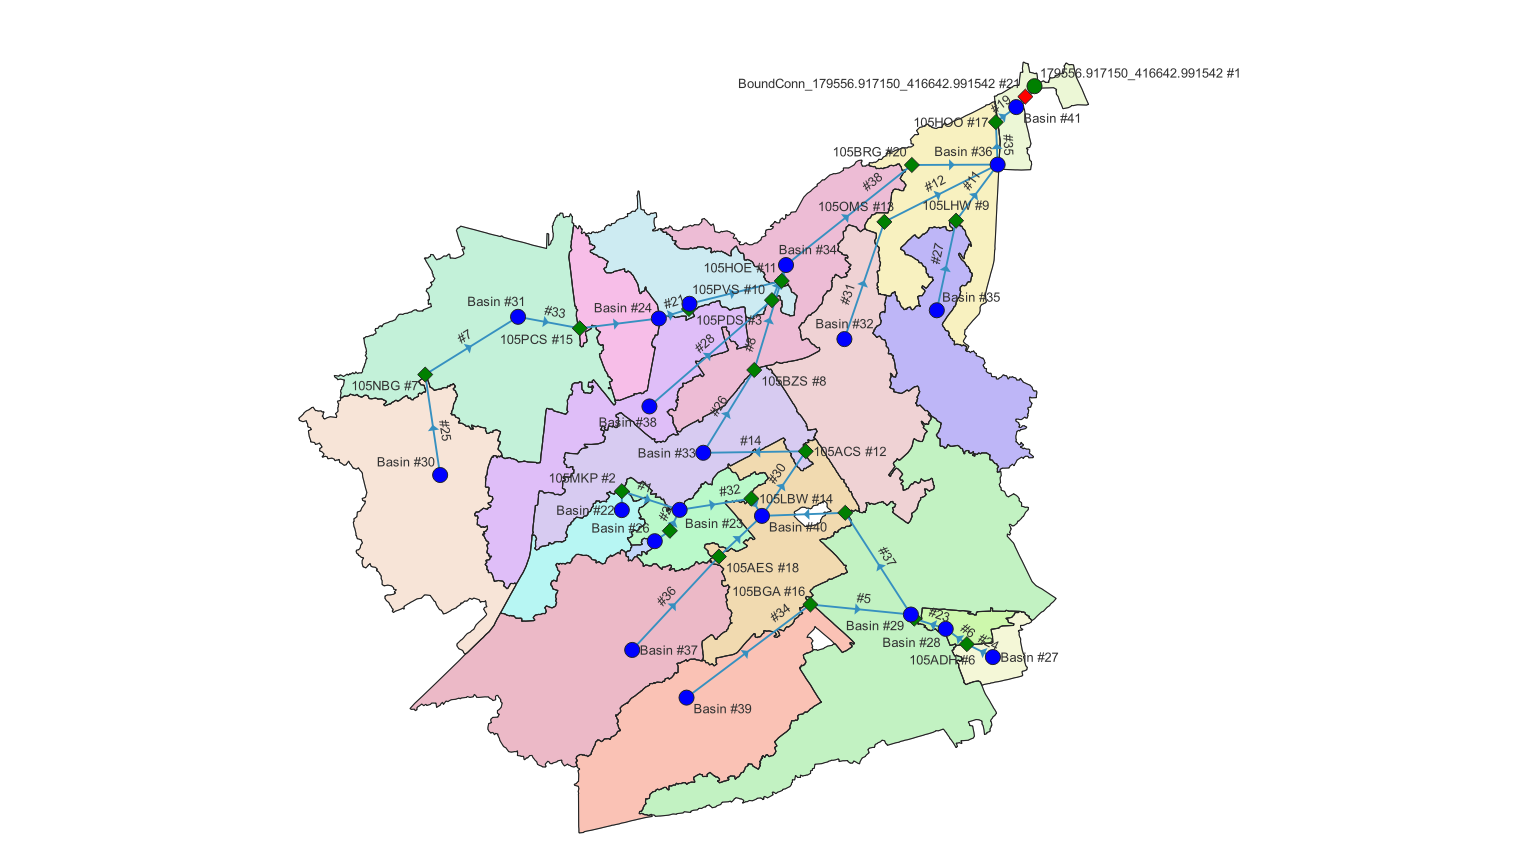 179556.917150_416642.991542 #1
BoundConn_179556.917150_416642.991542 #21
#19
105HOO #17
Basin #41
#35
105BRG #20
Basin #36
#38
#12
#11
105OMS #13
105LHW #9
Basin #34
#27
105HOE #11
105PVS #10
Basin #31
#33
Basin #24
#21
#31
Basin #35
105PDS #3
Basin #32
105PCS #15
#7
#28
#8
105NBG #7
105BZS #8
#26
Basin #38
#25
#14
Basin #33
105ACS #12
Basin #30
#30
105MKP #2
#1
#32
105LBW #14
Basin #22
#2
Basin #23
Basin #26
Basin #40
105AES #18
#37
105BGA #16
#36
#5
#34
#23
Basin #29
#6
Basin #28
#24
Basin #37
105ADH #6
Basin #27
Basin #39